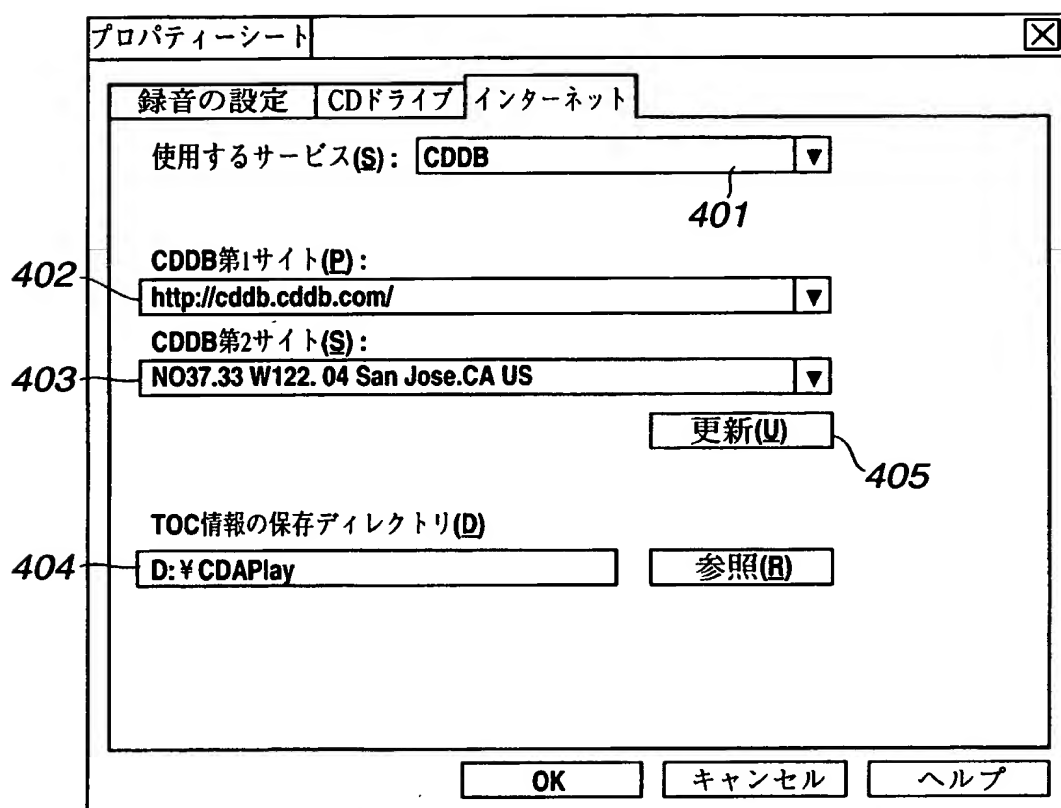 プロパティーシート
録音の設定 CDドライブ インターネット
使用するサービス(S): CDDB ▼
401
CDDB第1サイト(P):
402
http://cddb.cddb.com/ ▼
CDDB第2サイト(S):
403
NO37.33 W122. 04 San Jose.CA US ▼
更新(U)
405
TOC情報の保存ディレクトリ(D)
404
D:¥CDAPlay 参照(R)
OK キャンセル ヘルプ